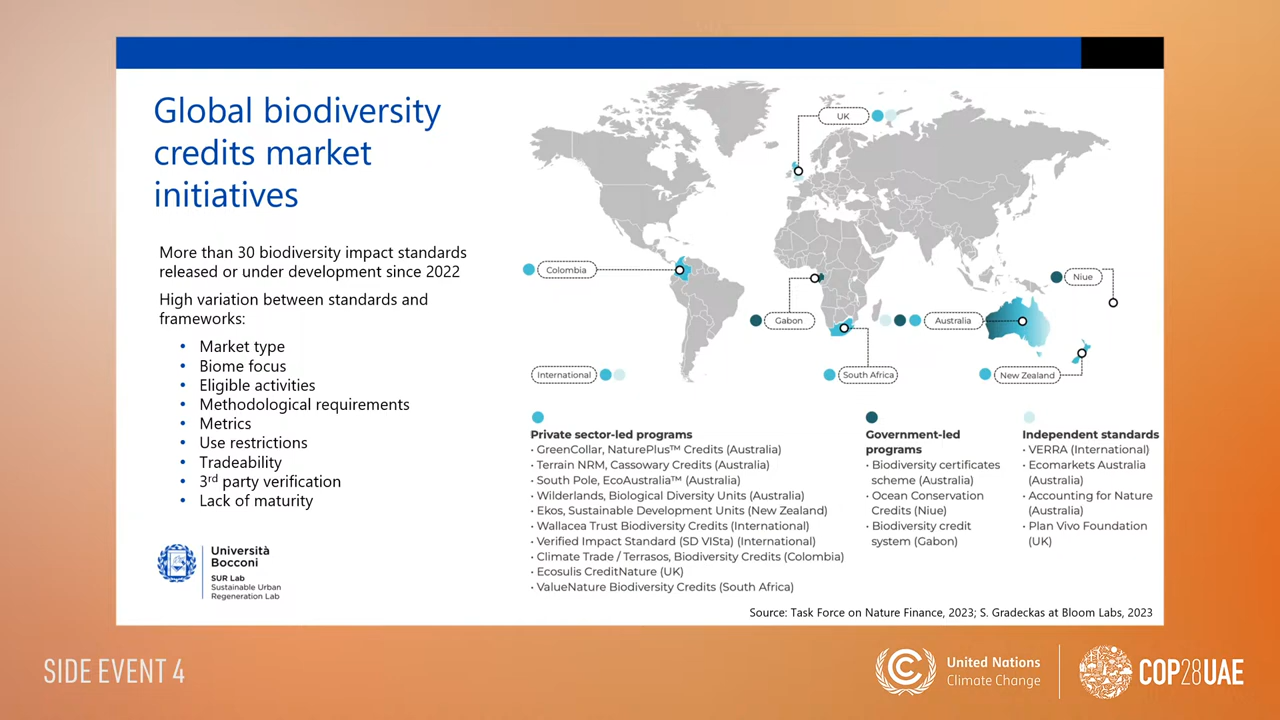 Global biodiversity
credits market
initiatives
More than 30 biodiversity impact standards
released or under development since 2022
High variation between standards and
frameworks:
• Market type
• Biome focus
• Eligible activities
• Methodological requirements
• Metrics
• Use restrictions
• Tradeability
• 3rd party verification
• Lack of maturity
Università
Bocconi
SUR Lab
Sustainable Urban
Regeneration Lab
UK
Colombia
Niue
Gabon
Australia
International
South Africa
New Zealand
Private sector-led programs
· GreenCollar, NaturePlus™ Credits (Australia)
· Terrain NRM, Cassowary Credits (Australia)
· South Pole, EcoAustralia™ (Australia)
· Wilderlands, Biological Diversity Units (Australia)
· Ekos, Sustainable Development Units (New Zealand)
· Wallacea Trust Biodiversity Credits (International)
· Verified Impact Standard (SD VISta) (International)
· Climate Trade / Terrasos, Biodiversity Credits (Colombia)
· Ecosulis CreditNature (UK)
· ValueNature Biodiversity Credits (South Africa)
Government-led
programs
· Biodiversity certificates
scheme (Australia)
· Ocean Conservation
Credits (Niue)
· Biodiversity credit
system (Gabon)
Independent standards
· VERRA (International)
· Ecomarkets Australia
(Australia)
· Accounting for Nature
(Australia)
· Plan Vivo Foundation
(UK)
Source: Task Force on Nature Finance, 2023; S. Gradeckas at Bloom Labs, 2023
SIDE EVENT 4
United Nations
Climate Change
COP28UAE